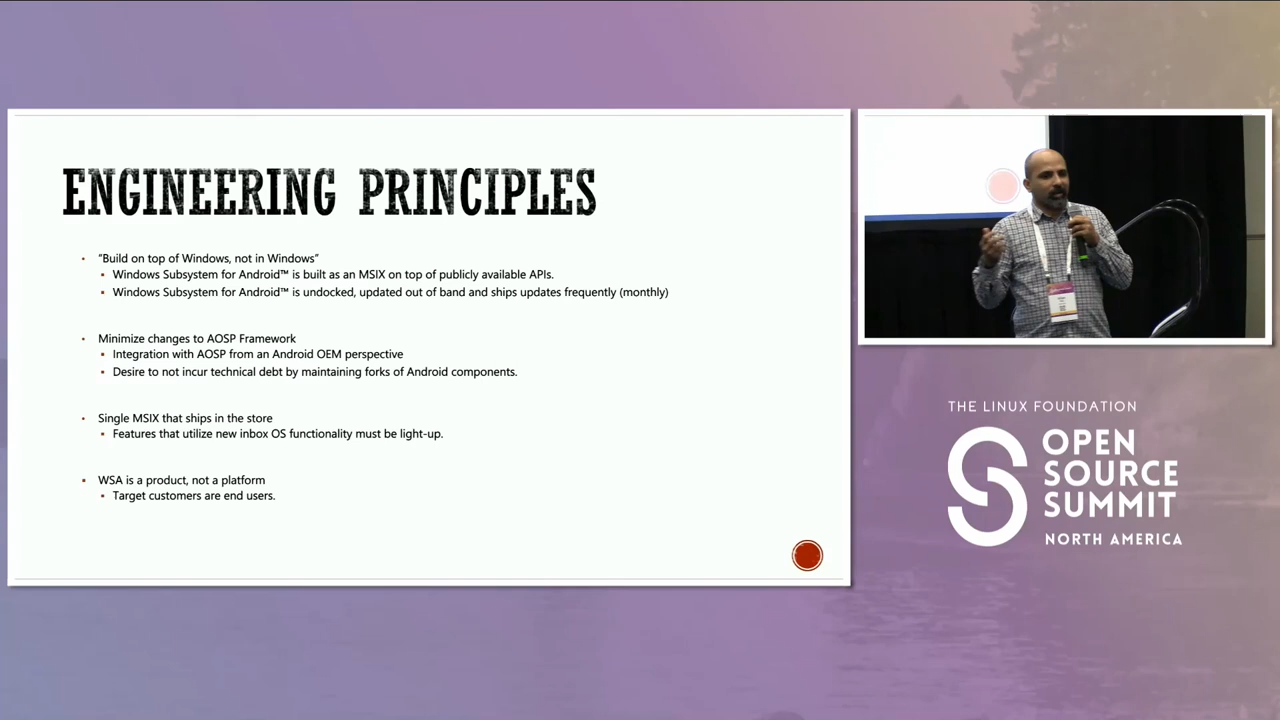 ENGINEERING PRINCIPLES
• "Build on top of Windows, not in Windows"
▪ Windows Subsystem for Android™ is built as an MSIX on top of publicly available APIs.
▪ Windows Subsystem for Android™ is undocked, updated out of band and ships updates frequently (monthly)
• Minimize changes to AOSP Framework
▪ Integration with AOSP from an Android OEM perspective
▪ Desire to not incur technical debt by maintaining forks of Android components.
• Single MSIX that ships in the store
▪ Features that utilize new inbox OS functionality must be light-up.
▪ WSA is a product, not a platform
▪ Target customers are end users.
THE LINUX FOUNDATION
OPEN
SOURCE
SUMMIT
NORTH AMERICA